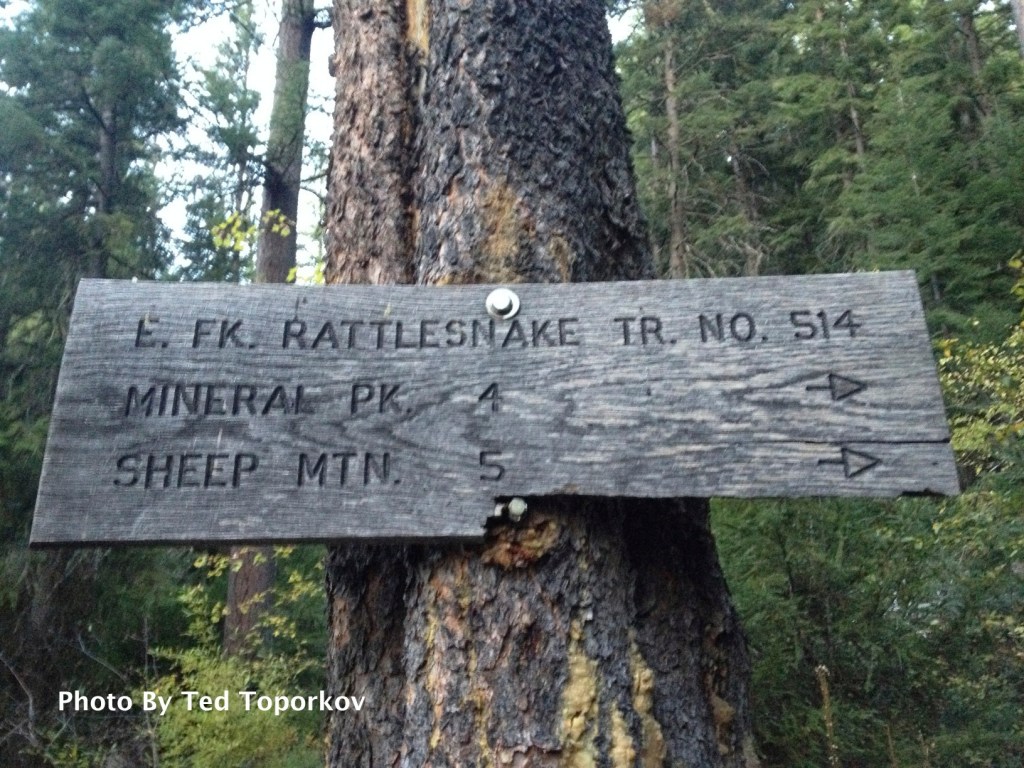 E. FK. RATTLESNAKE TR. NO. 514
MINERAL PK. 4
SHEEP MTN. 5
Photo By Ted Toporkov